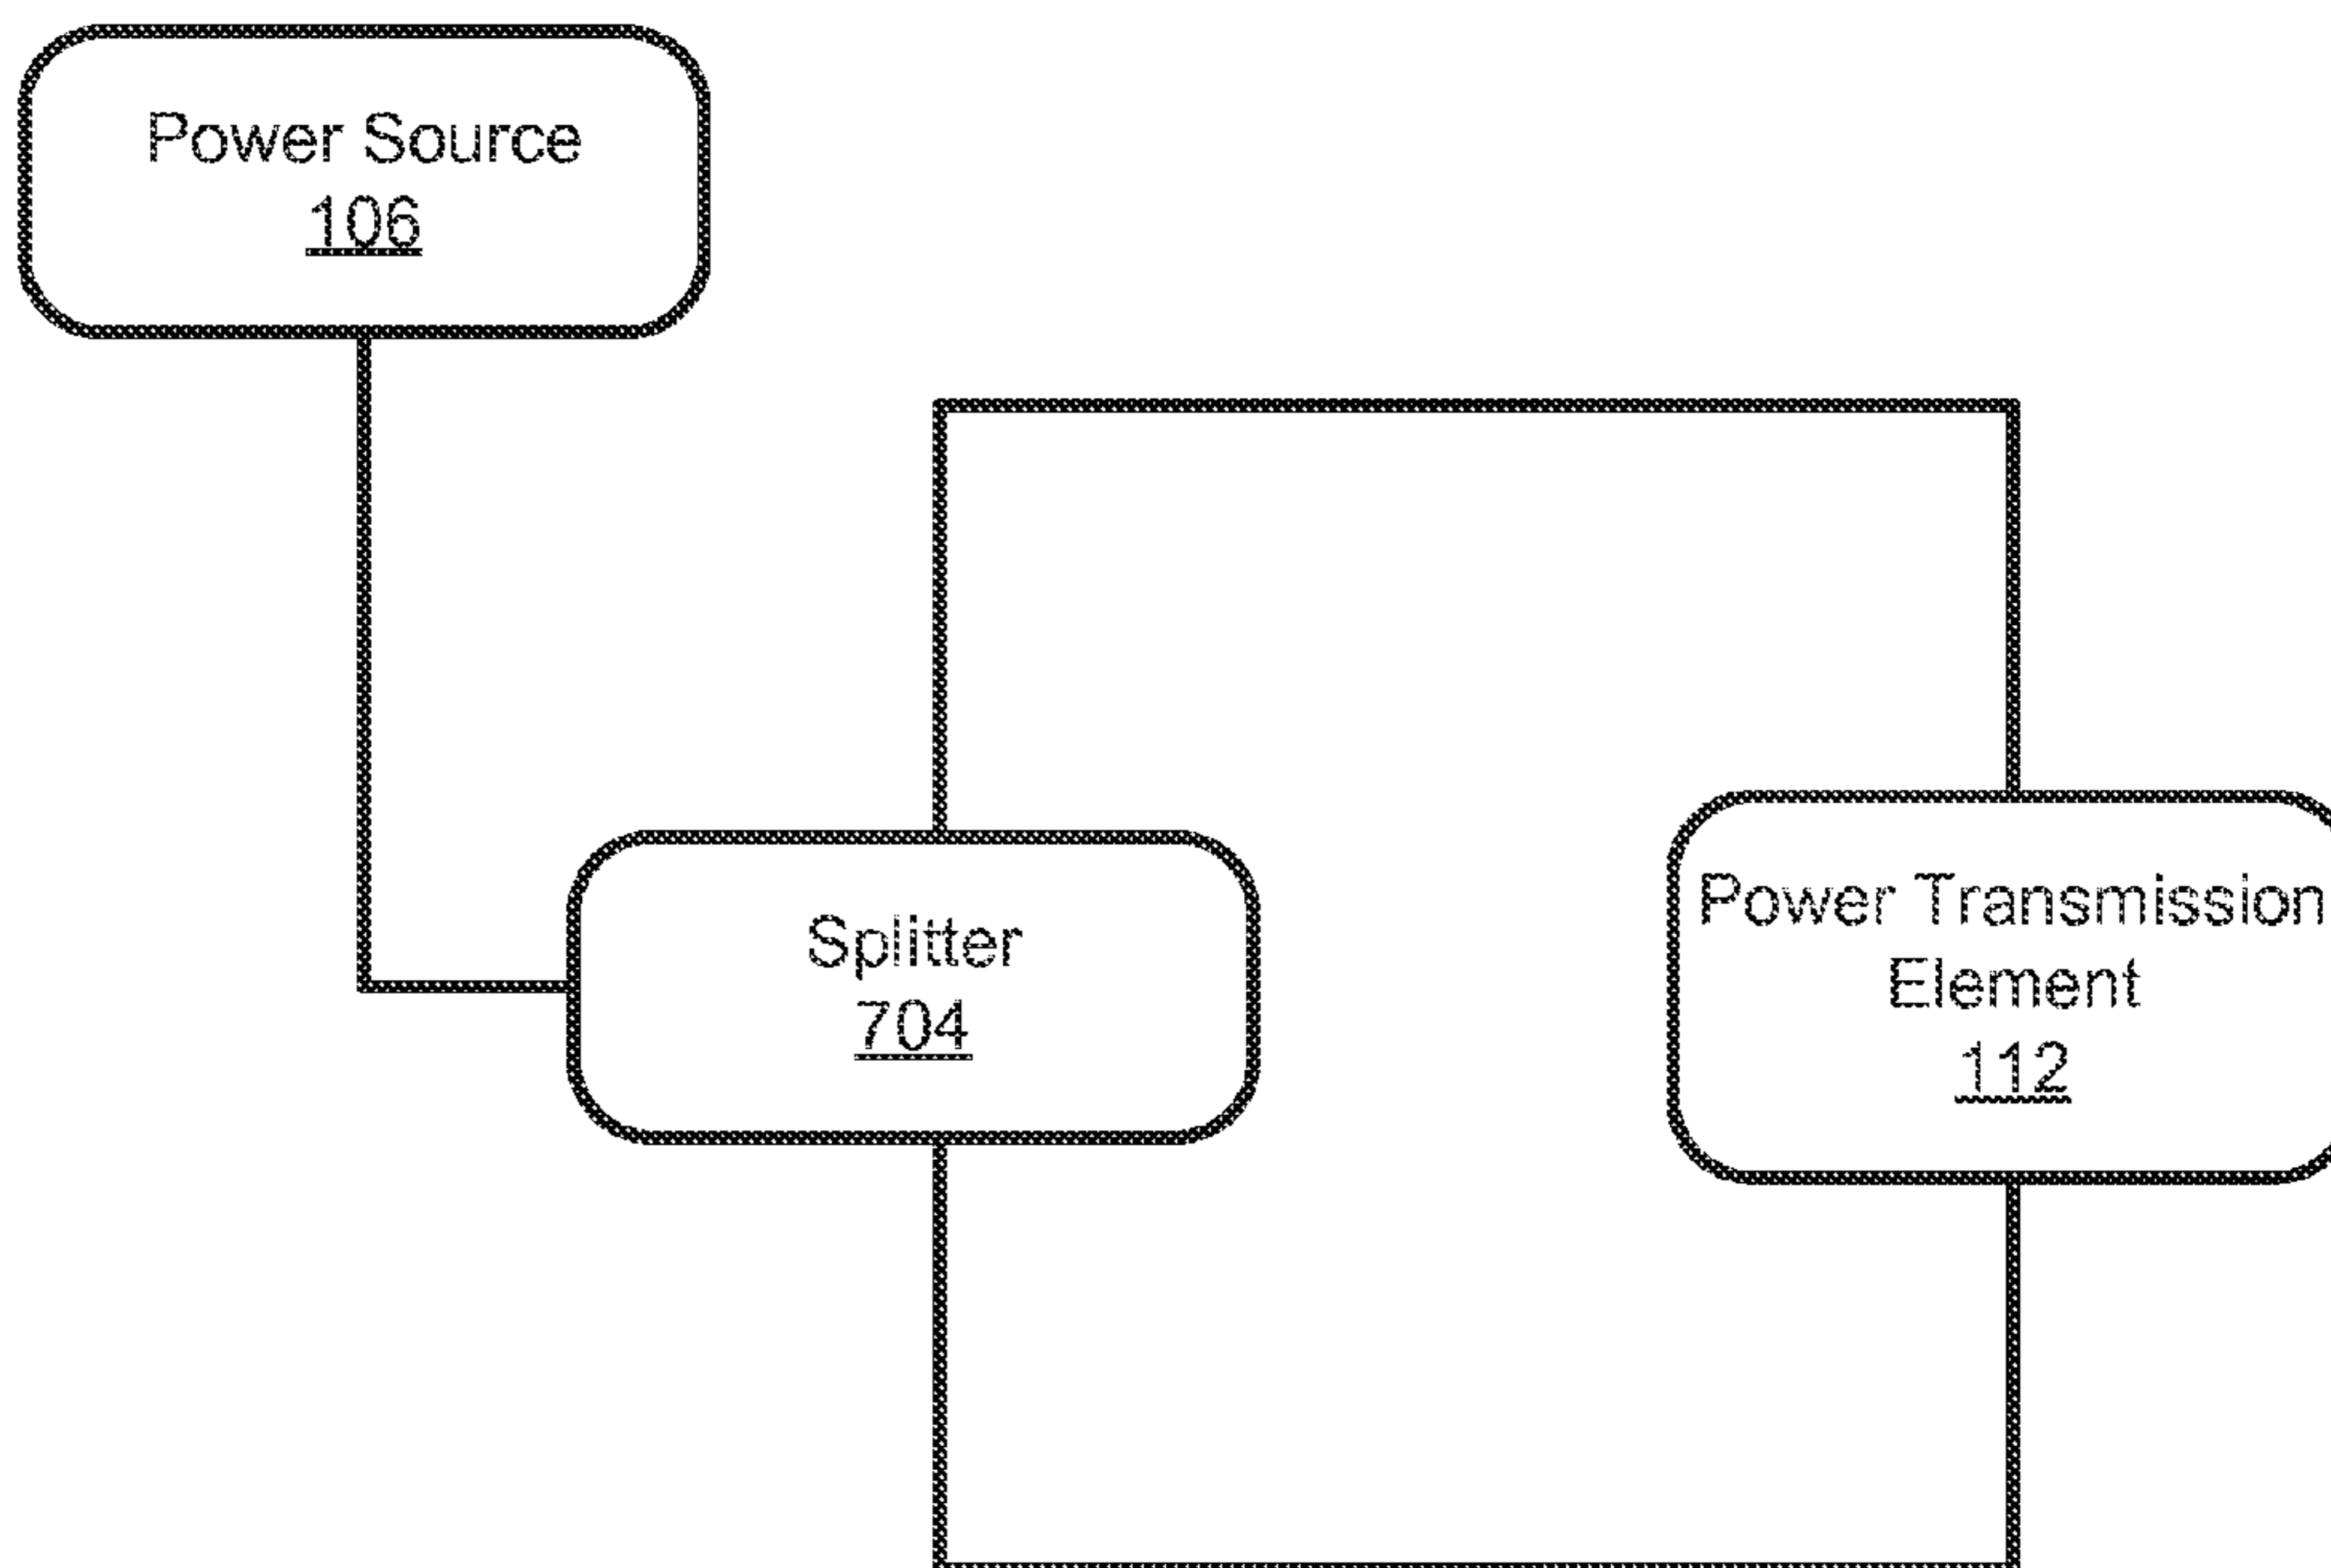 Power Source
106
Splitter
704
Power Transmission
Element
112